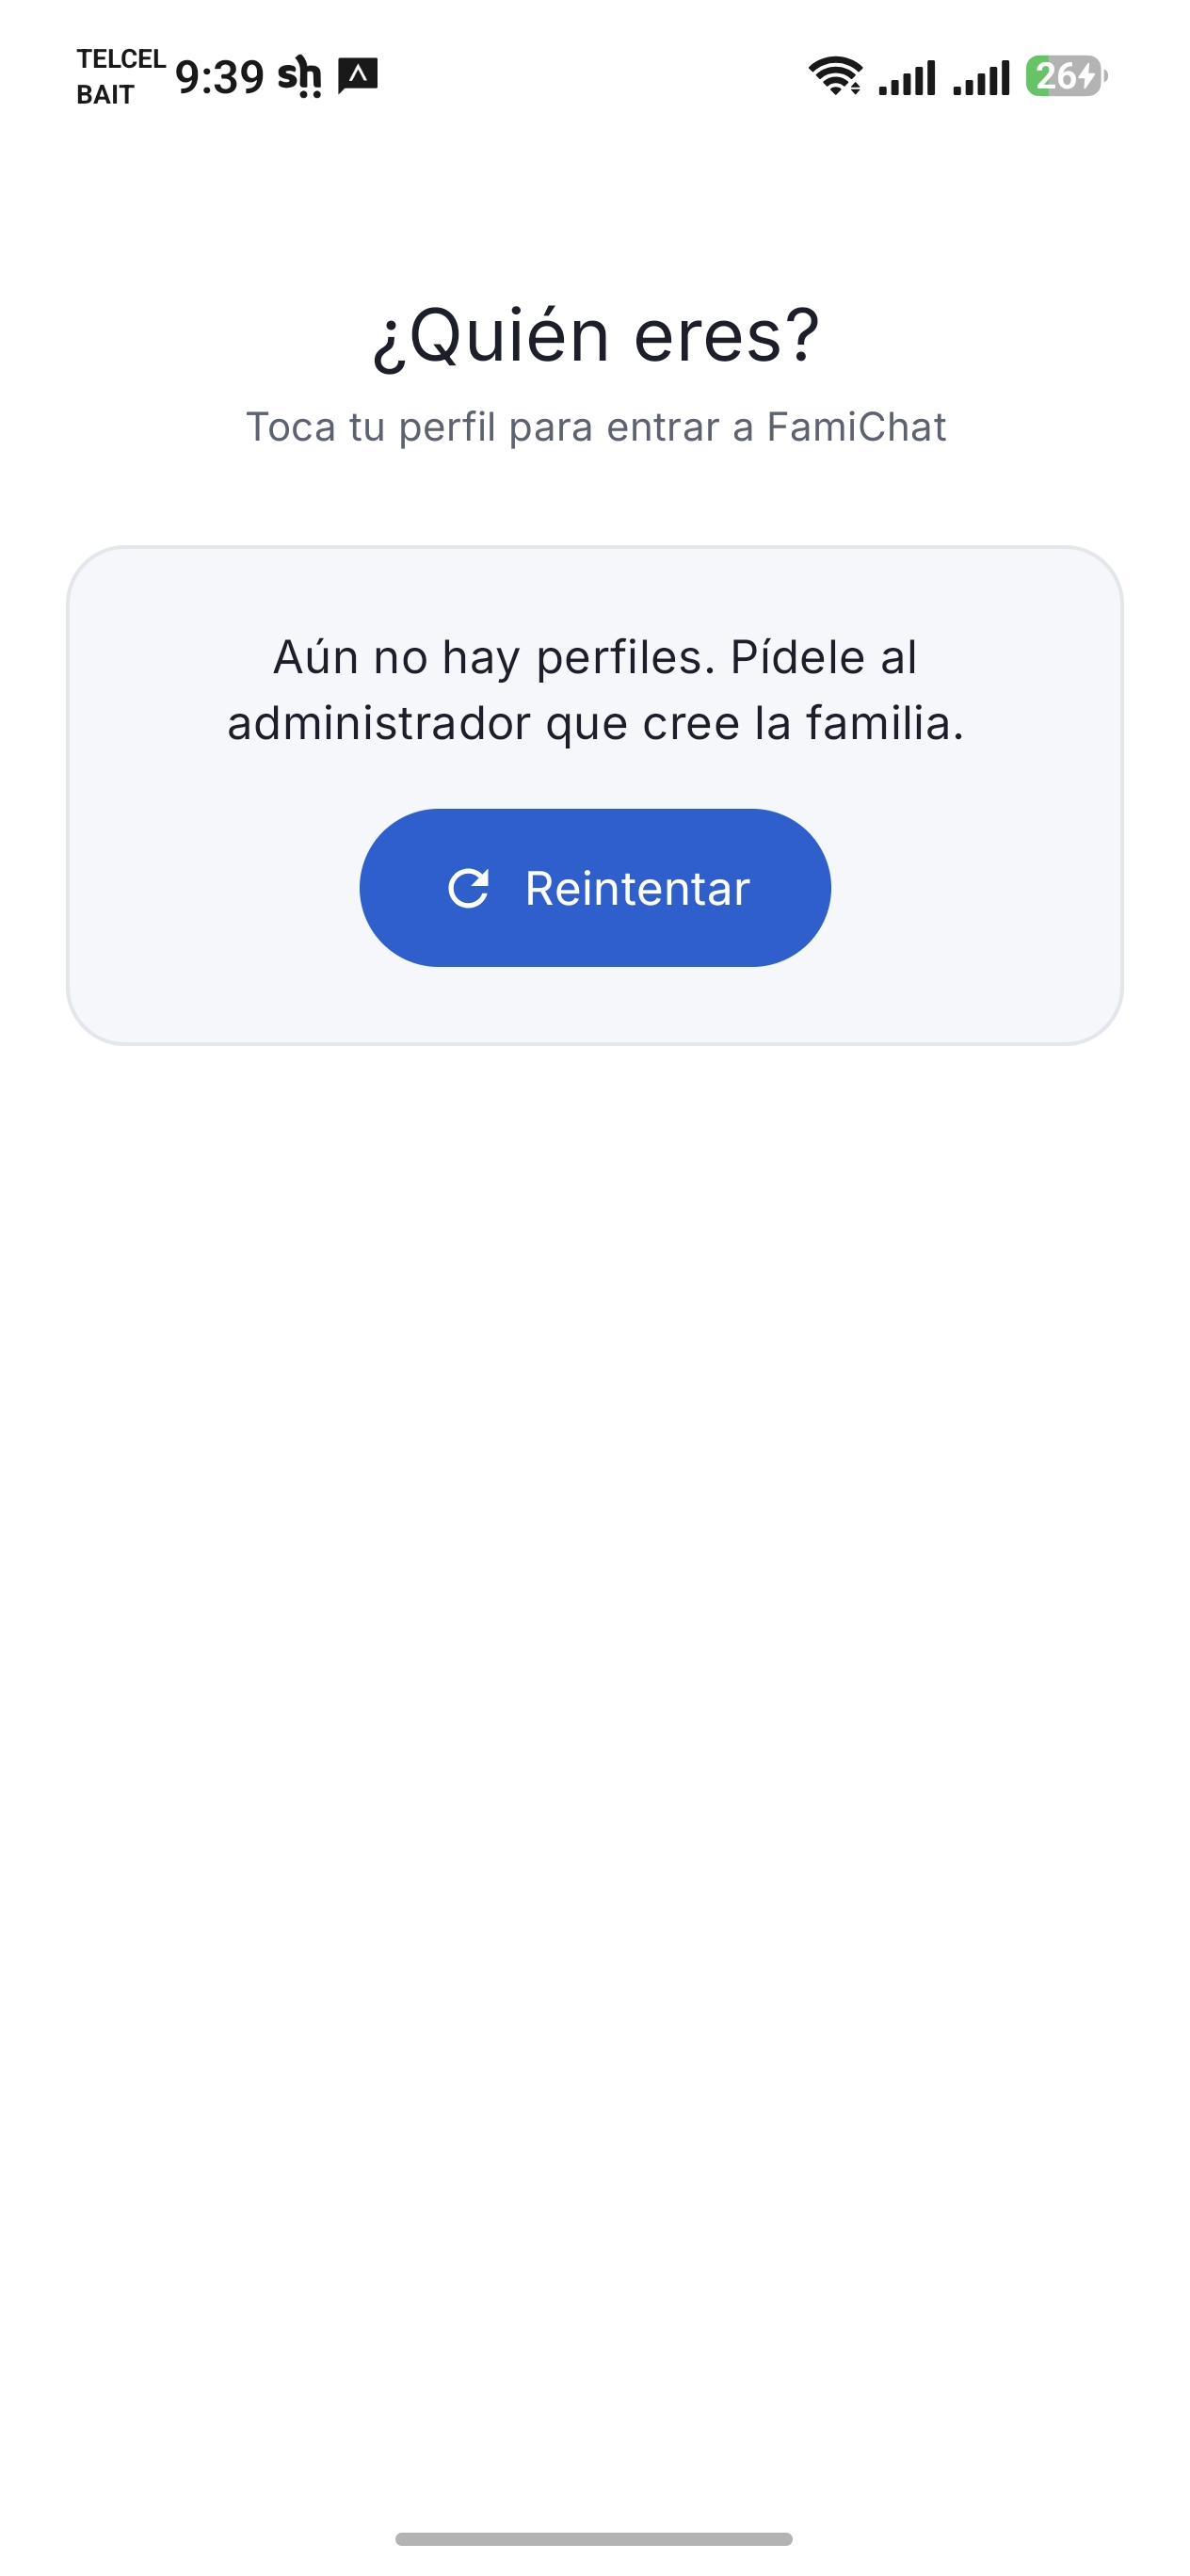 TELCEL
BAIT
9:39
sh
26
¿Quién eres?
Toca tu perfil para entrar a FamiChat
Aún no hay perfiles. Pídele al
administrador que cree la familia.
Reintentar